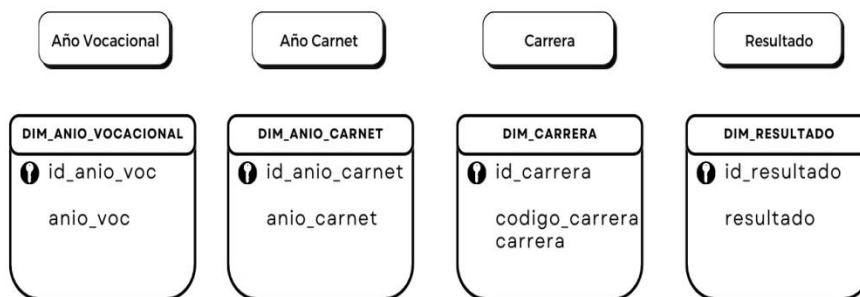 Año Vocacional
Año Carnet
Carrera
Resultado
DIM_ANIO_VOCACIONAL
id_anio_voc
anio_voc
DIM_ANIO_CARNET
id_anio_carnet
anio_carnet
DIM_CARRERA
id_carrera
codigo_carrera
carrera
DIM_RESULTADO
id_resultado
resultado